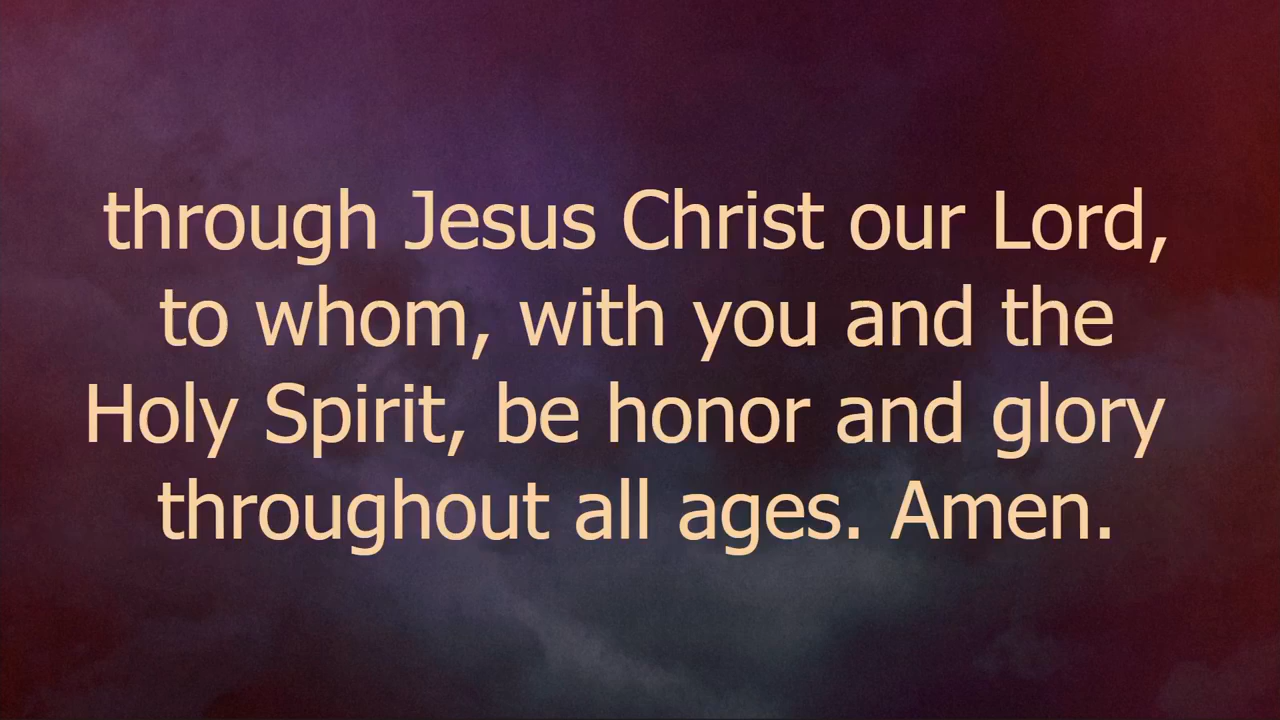 through Jesus Christ our Lord,
to whom, with you and the
Holy Spirit, be honor and glory
throughout all ages. Amen.